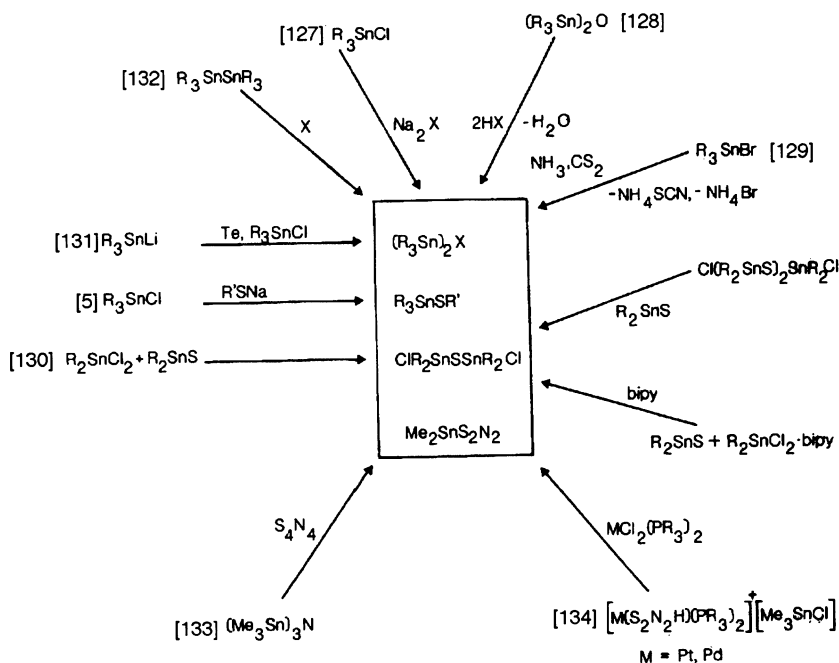 [127] R₃SnCl
(R₃Sn)₂O [128]
[132] R₃SnSnR₃
X
Na₂X
2HX
-H₂O
NH₃,CS₂
R₃SnBr [129]
-NH₄SCN, -NH₄Br
[131]R₃SnLi
Te, R₃SnCl
(R₃Sn)₂X
[5] R₃SnCl
R'SNa
R₃SnSR'
Cl(R₂SnS)₂SnR₂Cl
R₂SnS
[130] R₂SnCl₂+R₂SnS
ClR₂SnSSnR₂Cl
bipy
Me₂SnS₂N₂
R₂SnS + R₂SnCl₂·bipy
S₄N₄
MCl₂(PR₃)₂
[133] (Me₃Sn)₃N
[134] [M(S₂N₂H)(PR₃)₂]⁺[Me₃SnCl]
M = Pt, Pd